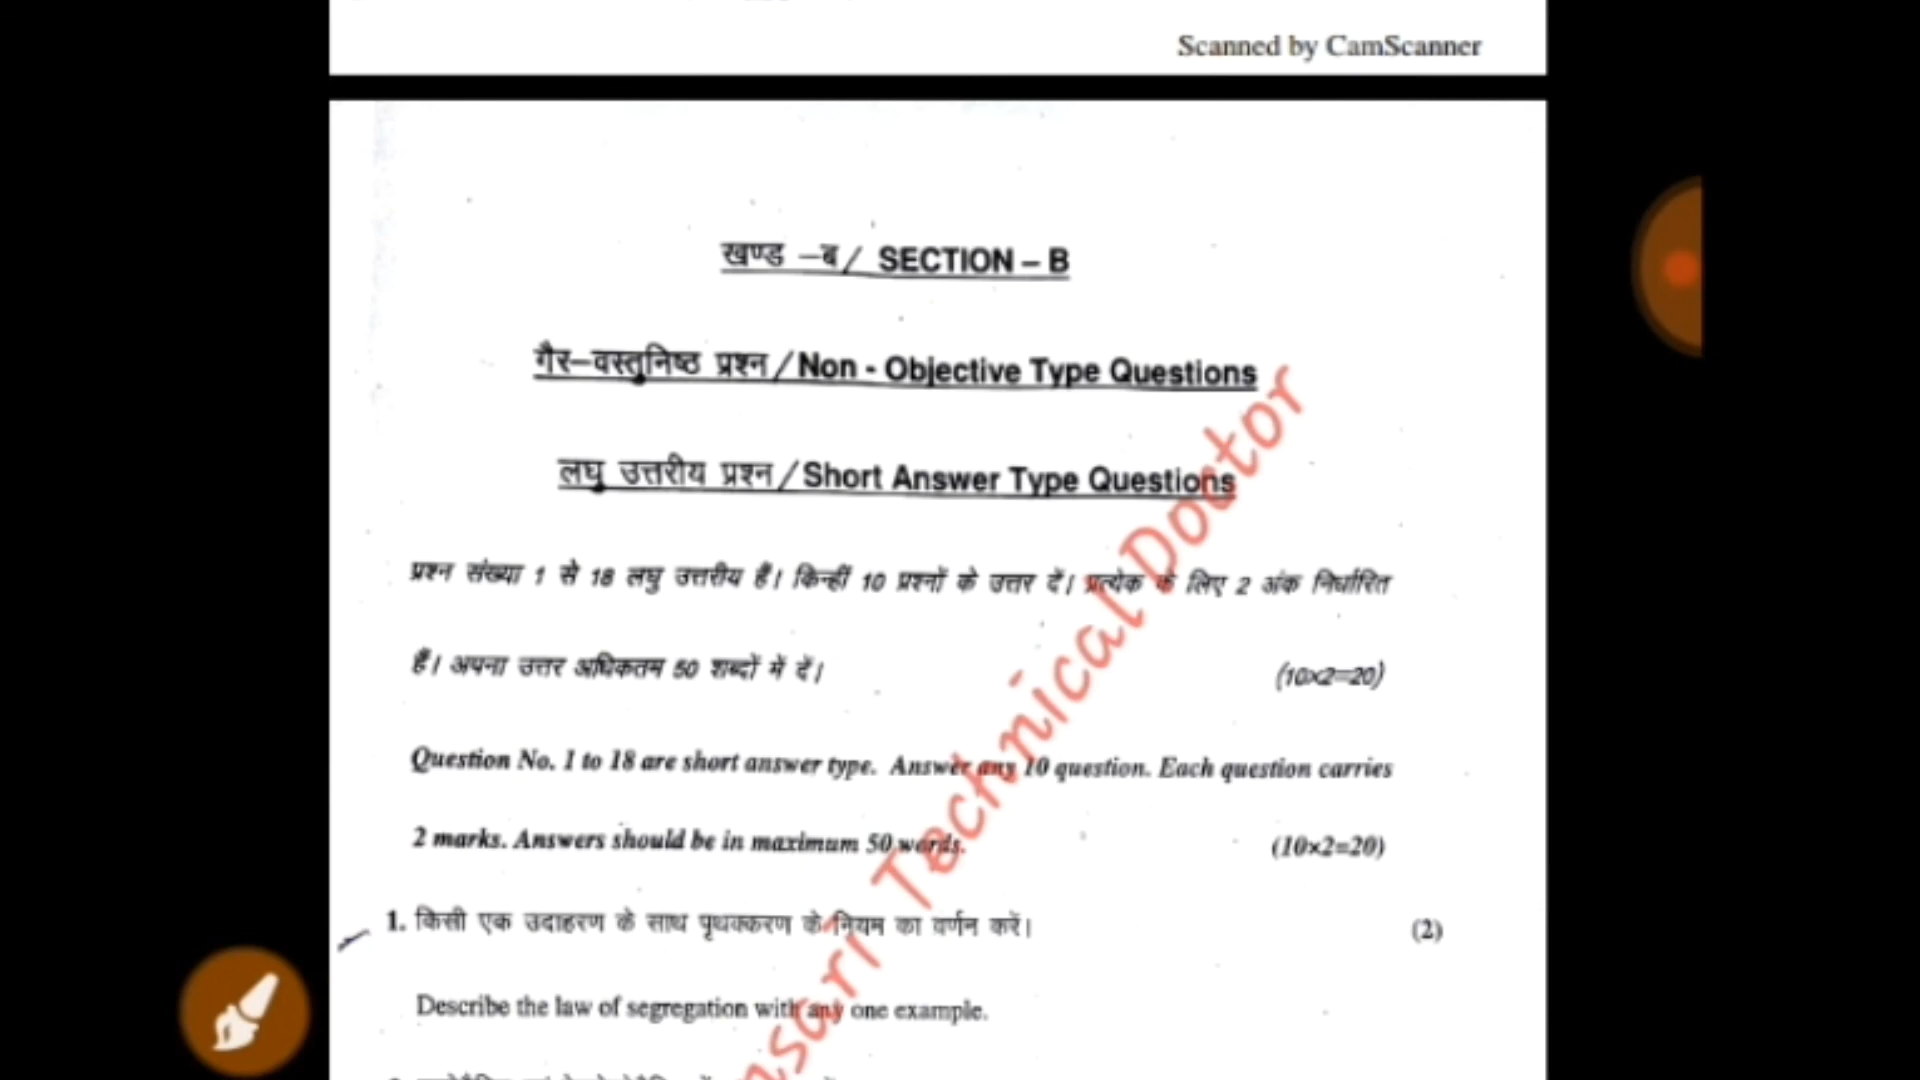 Scanned by CamScanner
खण्ड –ब / SECTION – B
गैर–वस्तुनिष्ठ प्रश्न / Non - Objective Type Questions
लघु उत्तरीय प्रश्न / Short Answer Type Questions
प्रश्न संख्या 1 से 18 लघु उत्तरीय हैं। किन्हीं 10 प्रश्नों के उत्तर दें। प्रत्येक के लिए 2 अंक निर्धारित
हैं। अपना उत्तर अधिकतम 50 शब्दों में दें। (10×2=20)
Question No. 1 to 18 are short answer type. Answer any 10 question. Each question carries
2 marks. Answers should be in maximum 50 words. (10×2=20)
1. किसी एक उदाहरण के साथ पृथक्करण के नियम का वर्णन करें। (2)
Describe the law of segregation with any one example.
Technical Doctor